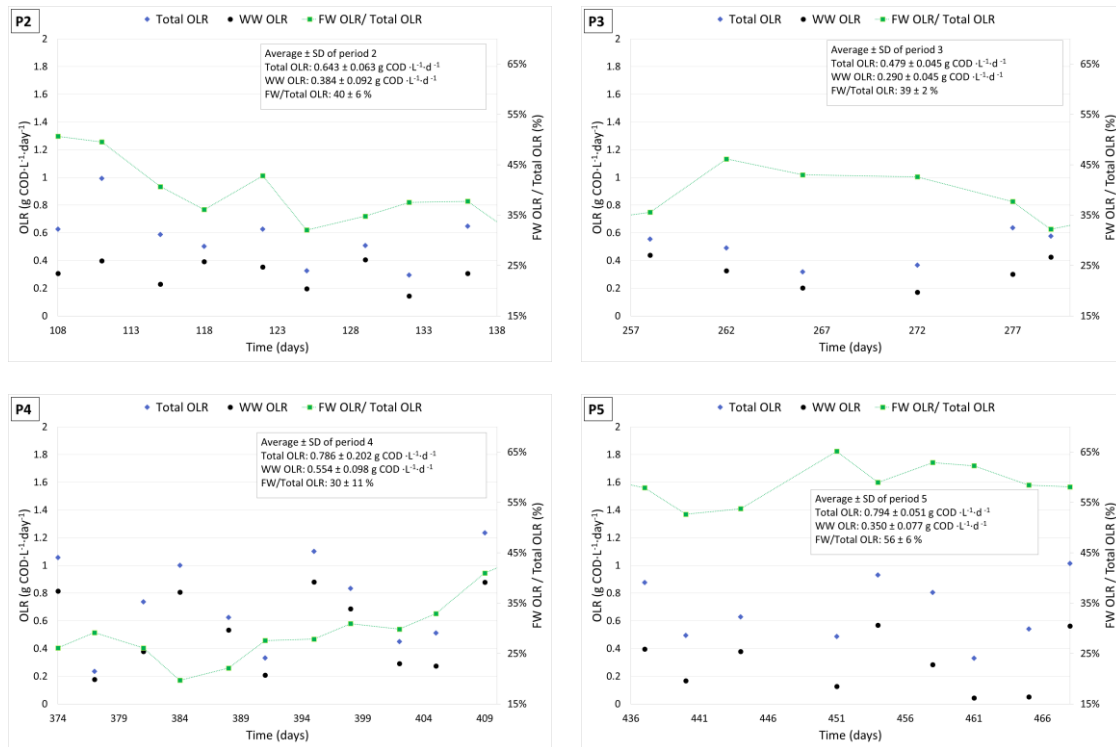 P2
Total OLR WW OLR FW OLR/ Total OLR
Average ± SD of period 2
Total OLR: 0.643 ± 0.063 g COD ·L⁻¹·d⁻¹
WW OLR: 0.384 ± 0.092 g COD ·L⁻¹·d⁻¹
FW/Total OLR: 40 ± 6 %
OLR (g COD·L⁻¹·day⁻¹)
2
1.8
1.6
1.4
1.2
1
0.8
0.6
0.4
0.2
0
65%
55%
45%
35%
25%
15%
FW OLR / Total OLR (%)
108 113 118 123 128 133 138
Time (days)
P3
Total OLR WW OLR FW OLR/ Total OLR
Average ± SD of period 3
Total OLR: 0.479 ± 0.045 g COD ·L⁻¹·d⁻¹
WW OLR: 0.290 ± 0.045 g COD ·L⁻¹·d⁻¹
FW/Total OLR: 39 ± 2 %
OLR (g COD·L⁻¹·day⁻¹)
2
1.8
1.6
1.4
1.2
1
0.8
0.6
0.4
0.2
0
65%
55%
45%
35%
25%
15%
FW OLR / Total OLR (%)
257 262 267 272 277
Time (days)
P4
Total OLR WW OLR FW OLR/ Total OLR
Average ± SD of period 4
Total OLR: 0.786 ± 0.202 g COD ·L⁻¹·d⁻¹
WW OLR: 0.554 ± 0.098 g COD ·L⁻¹·d⁻¹
FW/Total OLR: 30 ± 11 %
OLR (g COD·L⁻¹·day⁻¹)
2
1.8
1.6
1.4
1.2
1
0.8
0.6
0.4
0.2
0
65%
55%
45%
35%
25%
15%
FW OLR / Total OLR (%)
374 379 384 389 394 399 404 409
Time (days)
P5
Total OLR WW OLR FW OLR/ Total OLR
Average ± SD of period 5
Total OLR: 0.794 ± 0.051 g COD ·L⁻¹·d⁻¹
WW OLR: 0.350 ± 0.077 g COD ·L⁻¹·d⁻¹
FW/Total OLR: 56 ± 6 %
OLR (g COD·L⁻¹·day⁻¹)
2
1.8
1.6
1.4
1.2
1
0.8
0.6
0.4
0.2
0
65%
55%
45%
35%
25%
15%
FW OLR / Total OLR (%)
436 441 446 451 456 461 466
Time (days)